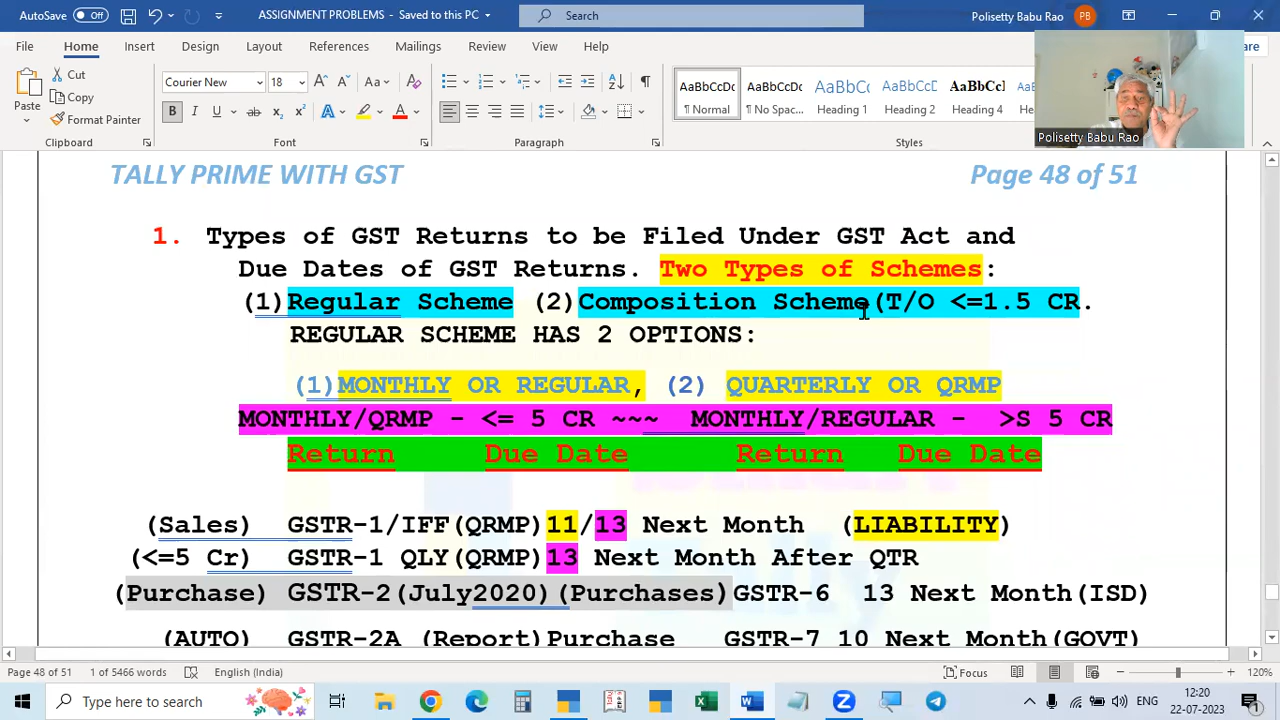 AutoSave Off ASSIGNMENT PROBLEMS - Saved to this PC Search Polisetty Babu Rao PB
File Home Insert Design Layout References Mailings Review View Help
Paste Cut Copy Format Painter Clipboard
Courier New 18 Font
Paragraph
AaBbCcDc ¶ Normal AaBbCcDc ¶ No Spac... AaBbC Heading 1 AaBbCcD Heading 2 AaBbCcD Heading 4 Styles
Polisetty Babu Rao
TALLY PRIME WITH GST Page 48 of 51
1. Types of GST Returns to be Filed Under GST Act and
Due Dates of GST Returns. Two Types of Schemes:
(1)Regular Scheme (2)Composition Scheme(T/O <=1.5 CR.
REGULAR SCHEME HAS 2 OPTIONS:
(1)MONTHLY OR REGULAR, (2) QUARTERLY OR QRMP
MONTHLY/QRMP - <= 5 CR ~~~ MONTHLY/REGULAR - >S 5 CR
Return Due Date Return Due Date
(Sales) GSTR-1/IFF(QRMP)11/13 Next Month (LIABILITY)
(<=5 Cr) GSTR-1 QLY(QRMP)13 Next Month After QTR
(Purchase) GSTR-2(July2020)(Purchases)GSTR-6 13 Next Month(ISD)
(AUTO) GSTR-2A (Report)Purchase GSTR-7 10 Next Month(GOVT)
Page 48 of 51 1 of 5466 words English (India) Focus 120%
Type here to search ENG 12:20 22-07-2023